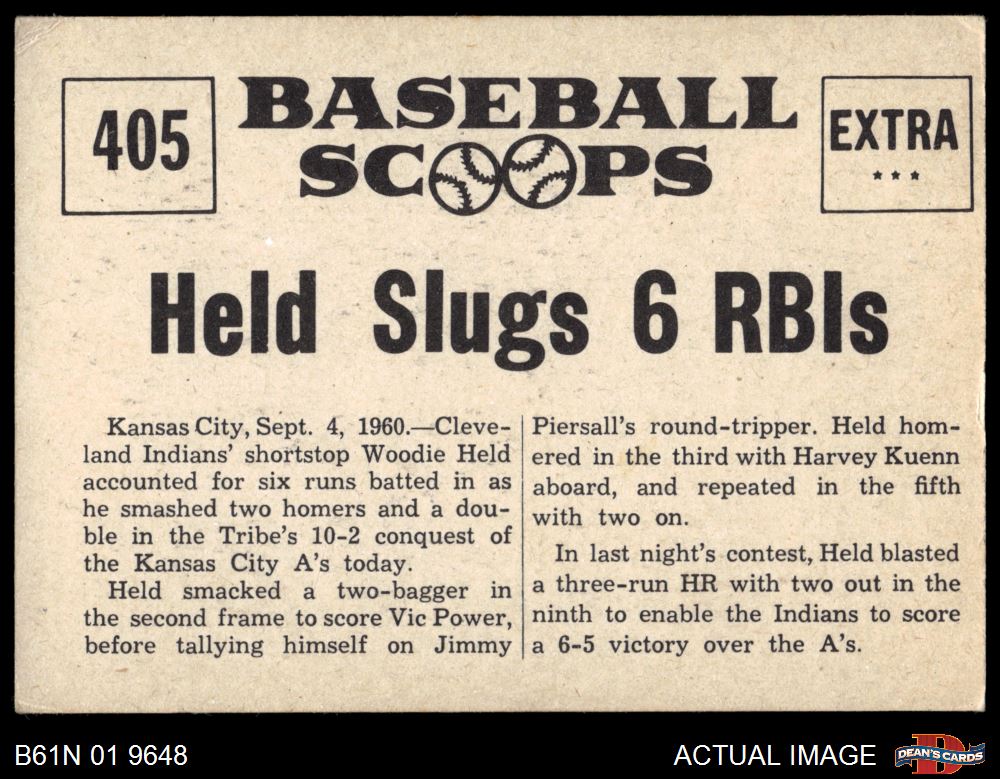 405
BASEBALL
SCOOPS
EXTRA
Held Slugs 6 RBIs
Kansas City, Sept. 4, 1960.—Cleve-
land Indians' shortstop Woodie Held
accounted for six runs batted in as
he smashed two homers and a dou-
ble in the Tribe's 10-2 conquest of
the Kansas City A's today.
Held smacked a two-bagger in
the second frame to score Vic Power,
before tallying himself on Jimmy
Piersall's round-tripper. Held hom-
ered in the third with Harvey Kuenn
aboard, and repeated in the fifth
with two on.
In last night's contest, Held blasted
a three-run HR with two out in the
ninth to enable the Indians to score
a 6-5 victory over the A's.
B61N 01 9648
ACTUAL IMAGE
DEAN'S CARDS